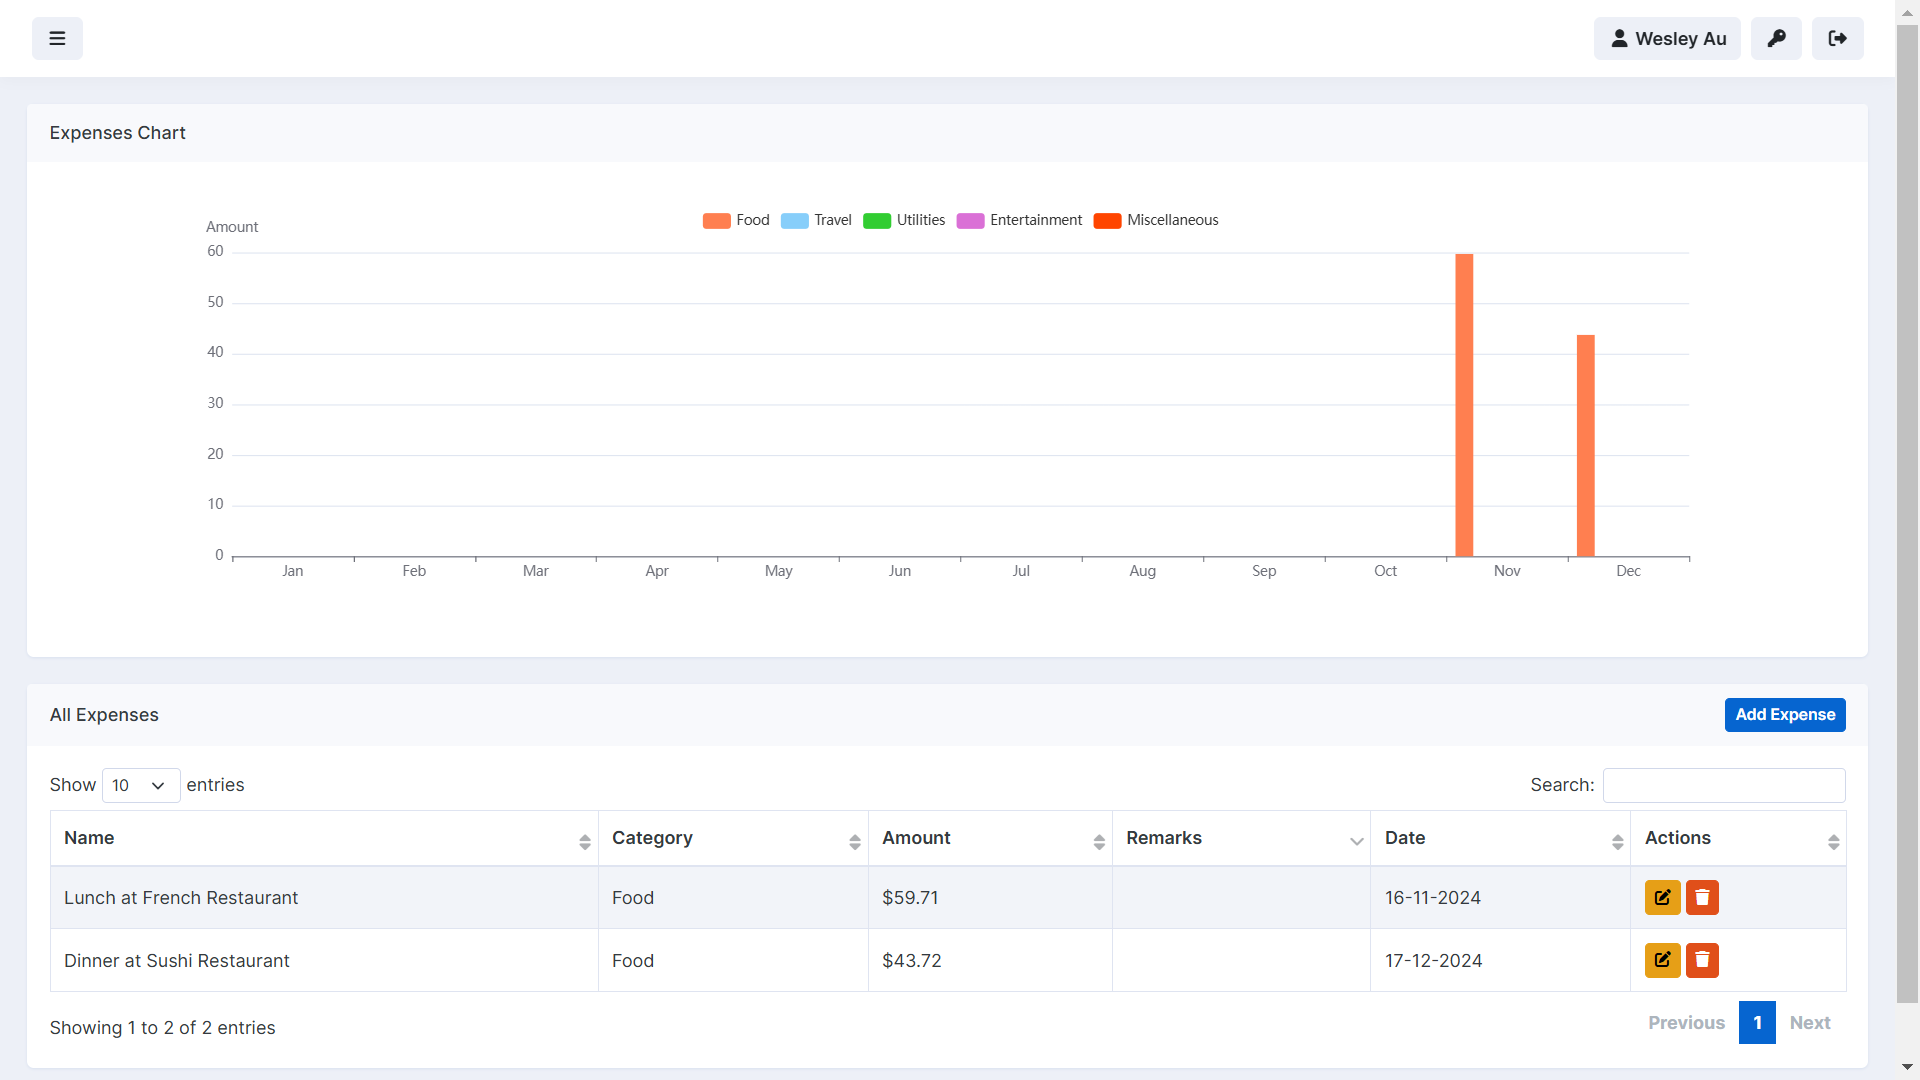 Wesley Au
Expenses Chart
Amount
Food Travel Utilities Entertainment Miscellaneous
60
50
40
30
20
10
0
Jan Feb Mar Apr May Jun Jul Aug Sep Oct Nov Dec
All Expenses
Add Expense
Show 10 entries
Search:
Name Category Amount Remarks Date Actions
Lunch at French Restaurant Food $59.71 16-11-2024
Dinner at Sushi Restaurant Food $43.72 17-12-2024
Showing 1 to 2 of 2 entries
Previous 1 Next